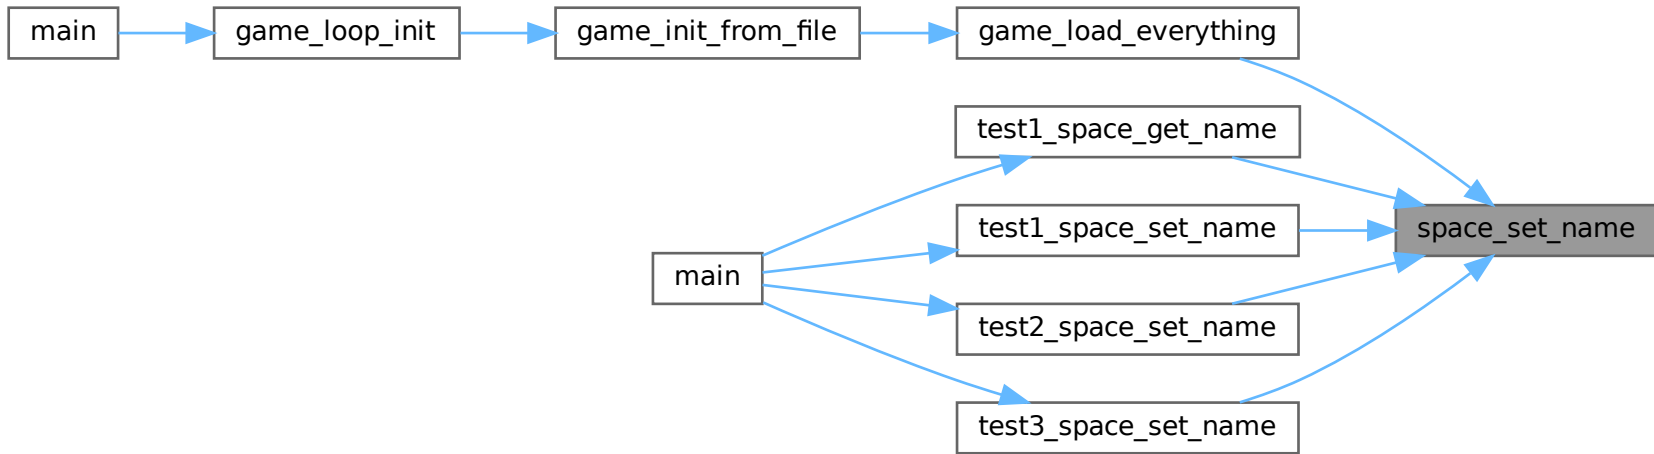 main
game_loop_init
game_init_from_file
game_load_everything
test1_space_get_name
test1_space_set_name
space_set_name
main
test2_space_set_name
test3_space_set_name